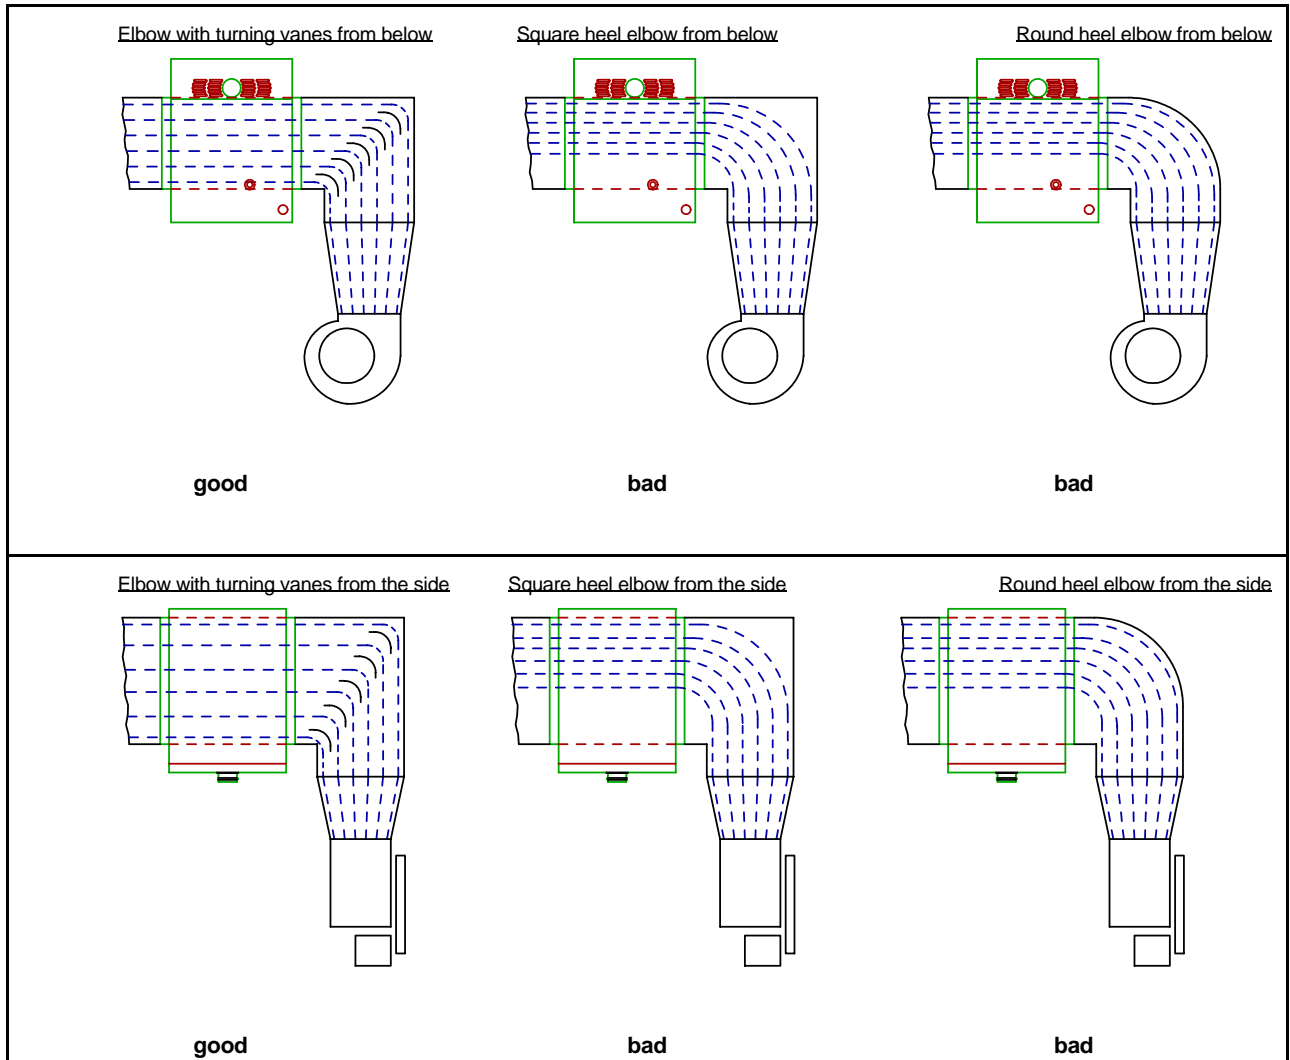 Elbow with turning vanes from below
Square heel elbow from below
Round heel elbow from below
good
bad
bad
Elbow with turning vanes from the side
Square heel elbow from the side
Round heel elbow from the side
good
bad
bad